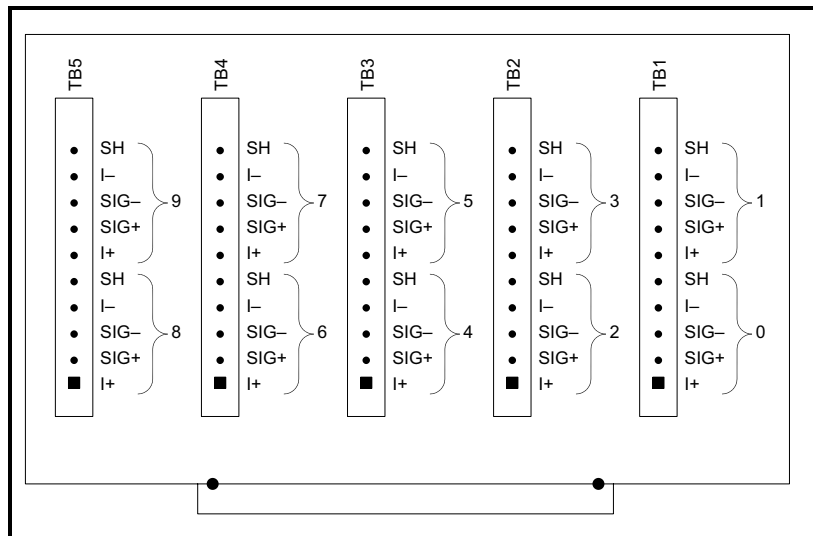 TB5 TB4 TB3 TB2 TB1
SH SH SH SH SH
I– I– I– I– I–
SIG– 9 SIG– 7 SIG– 5 SIG– 3 SIG– 1
SIG+ SIG+ SIG+ SIG+ SIG+
I+ I+ I+ I+ I+
SH SH SH SH SH
I– I– I– I– I–
SIG– 8 SIG– 6 SIG– 4 SIG– 2 SIG– 0
SIG+ SIG+ SIG+ SIG+ SIG+
I+ I+ I+ I+ I+